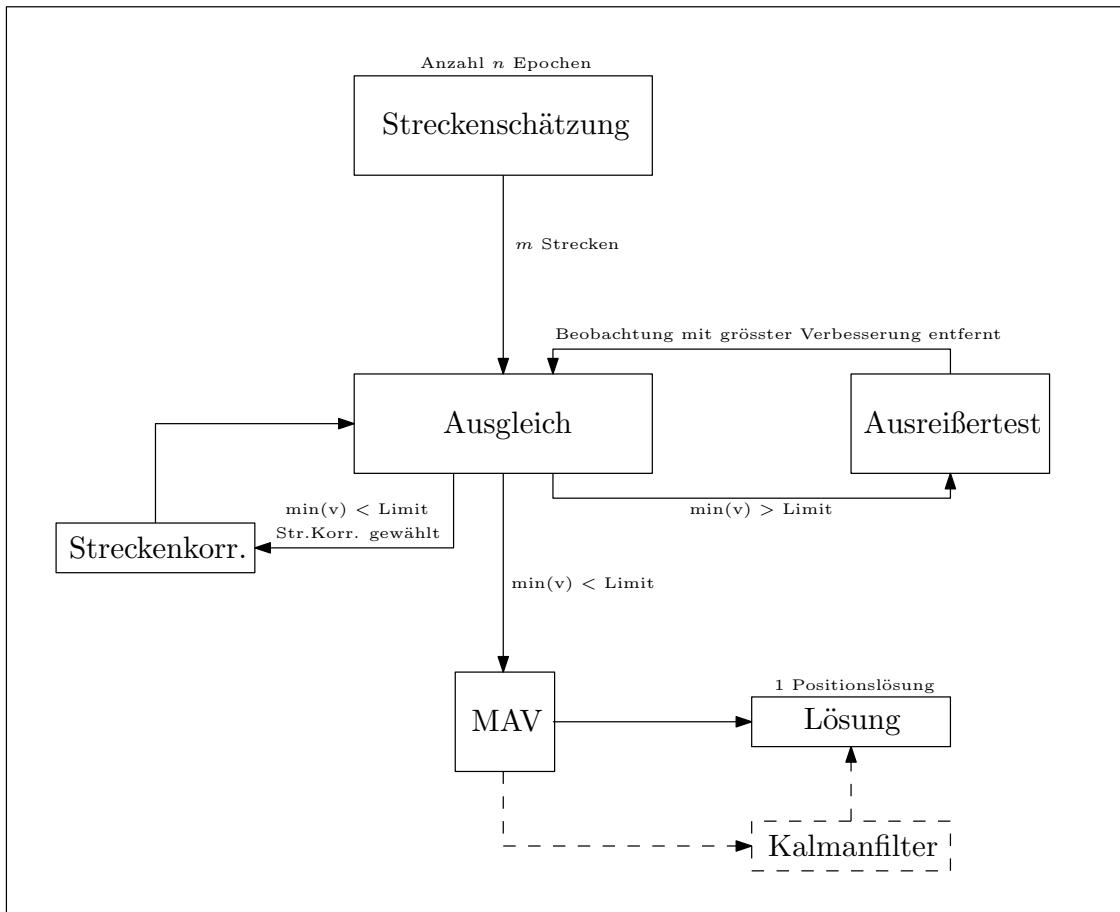 Anzahl n Epochen
Streckenschätzung
m Strecken
Beobachtung mit grösster Verbesserung entfernt
Ausgleich
Ausreißertest
min(v) < Limit
Str.Korr. gewählt
min(v) > Limit
Streckenkorr.
min(v) < Limit
1 Positionslösung
MAV
Lösung
Kalmanfilter